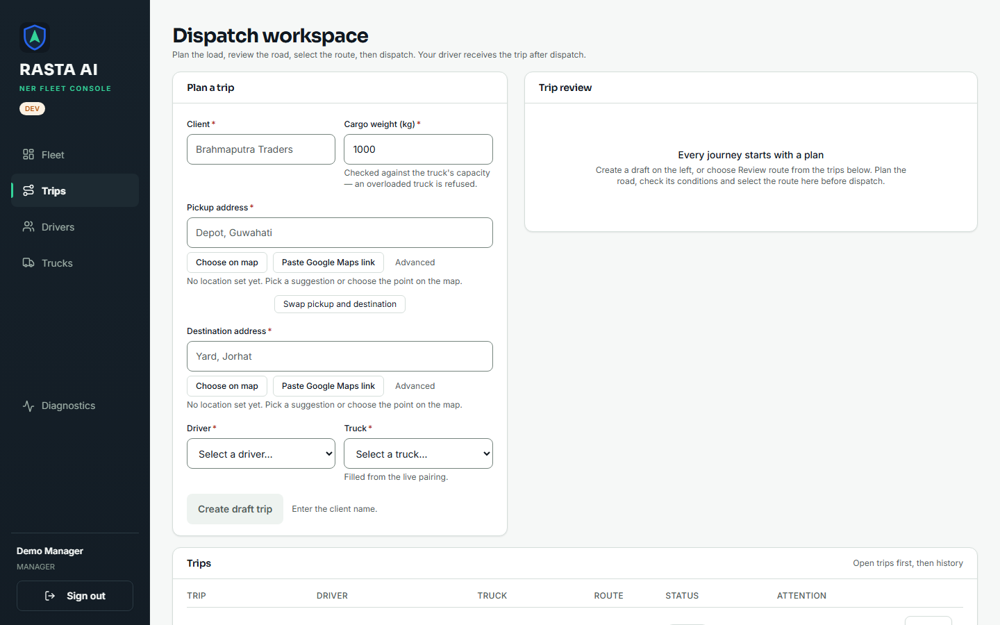 RASTA AI
NER FLEET CONSOLE
DEV
Fleet
Trips
Drivers
Trucks
Diagnostics
Demo Manager
MANAGER
Sign out
Dispatch workspace
Plan the load, review the road, select the route, then dispatch. Your driver receives the trip after dispatch.
Plan a trip
Client *
Brahmaputra Traders
Cargo weight (kg) *
1000
Checked against the truck's capacity
— an overloaded truck is refused.
Pickup address *
Depot, Guwahati
Choose on map Paste Google Maps link Advanced
No location set yet. Pick a suggestion or choose the point on the map.
Swap pickup and destination
Destination address *
Yard, Jorhat
Choose on map Paste Google Maps link Advanced
No location set yet. Pick a suggestion or choose the point on the map.
Driver *
Select a driver...
Truck *
Select a truck...
Filled from the live pairing.
Create draft trip Enter the client name.
Trip review
Every journey starts with a plan
Create a draft on the left, or choose Review route from the trips below. Plan the
road, check its conditions and select the route here before dispatch.
Trips Open trips first, then history
TRIP DRIVER TRUCK ROUTE STATUS ATTENTION